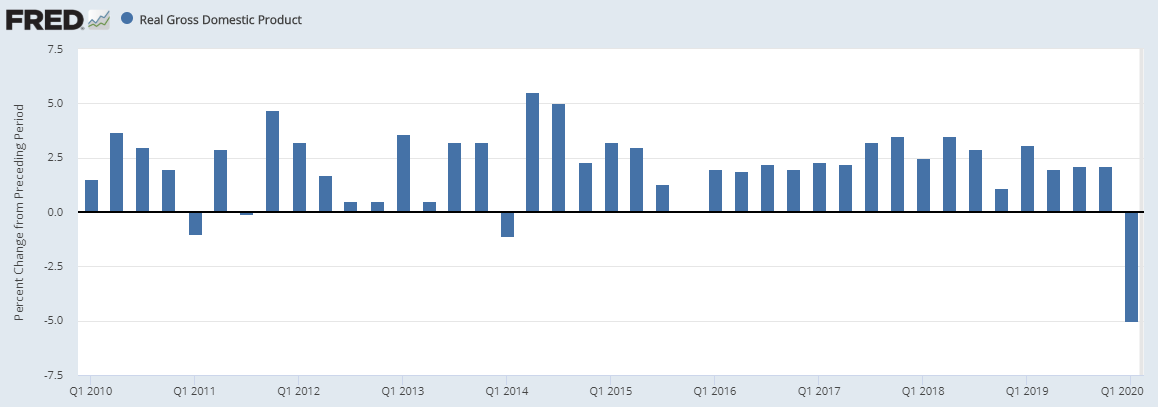 FRED
Real Gross Domestic Product
Percent Change from Preceding Period
7.5
5.0
2.5
0.0
-2.5
-5.0
-7.5
Q1 2010 Q1 2011 Q1 2012 Q1 2013 Q1 2014 Q1 2015 Q1 2016 Q1 2017 Q1 2018 Q1 2019 Q1 2020